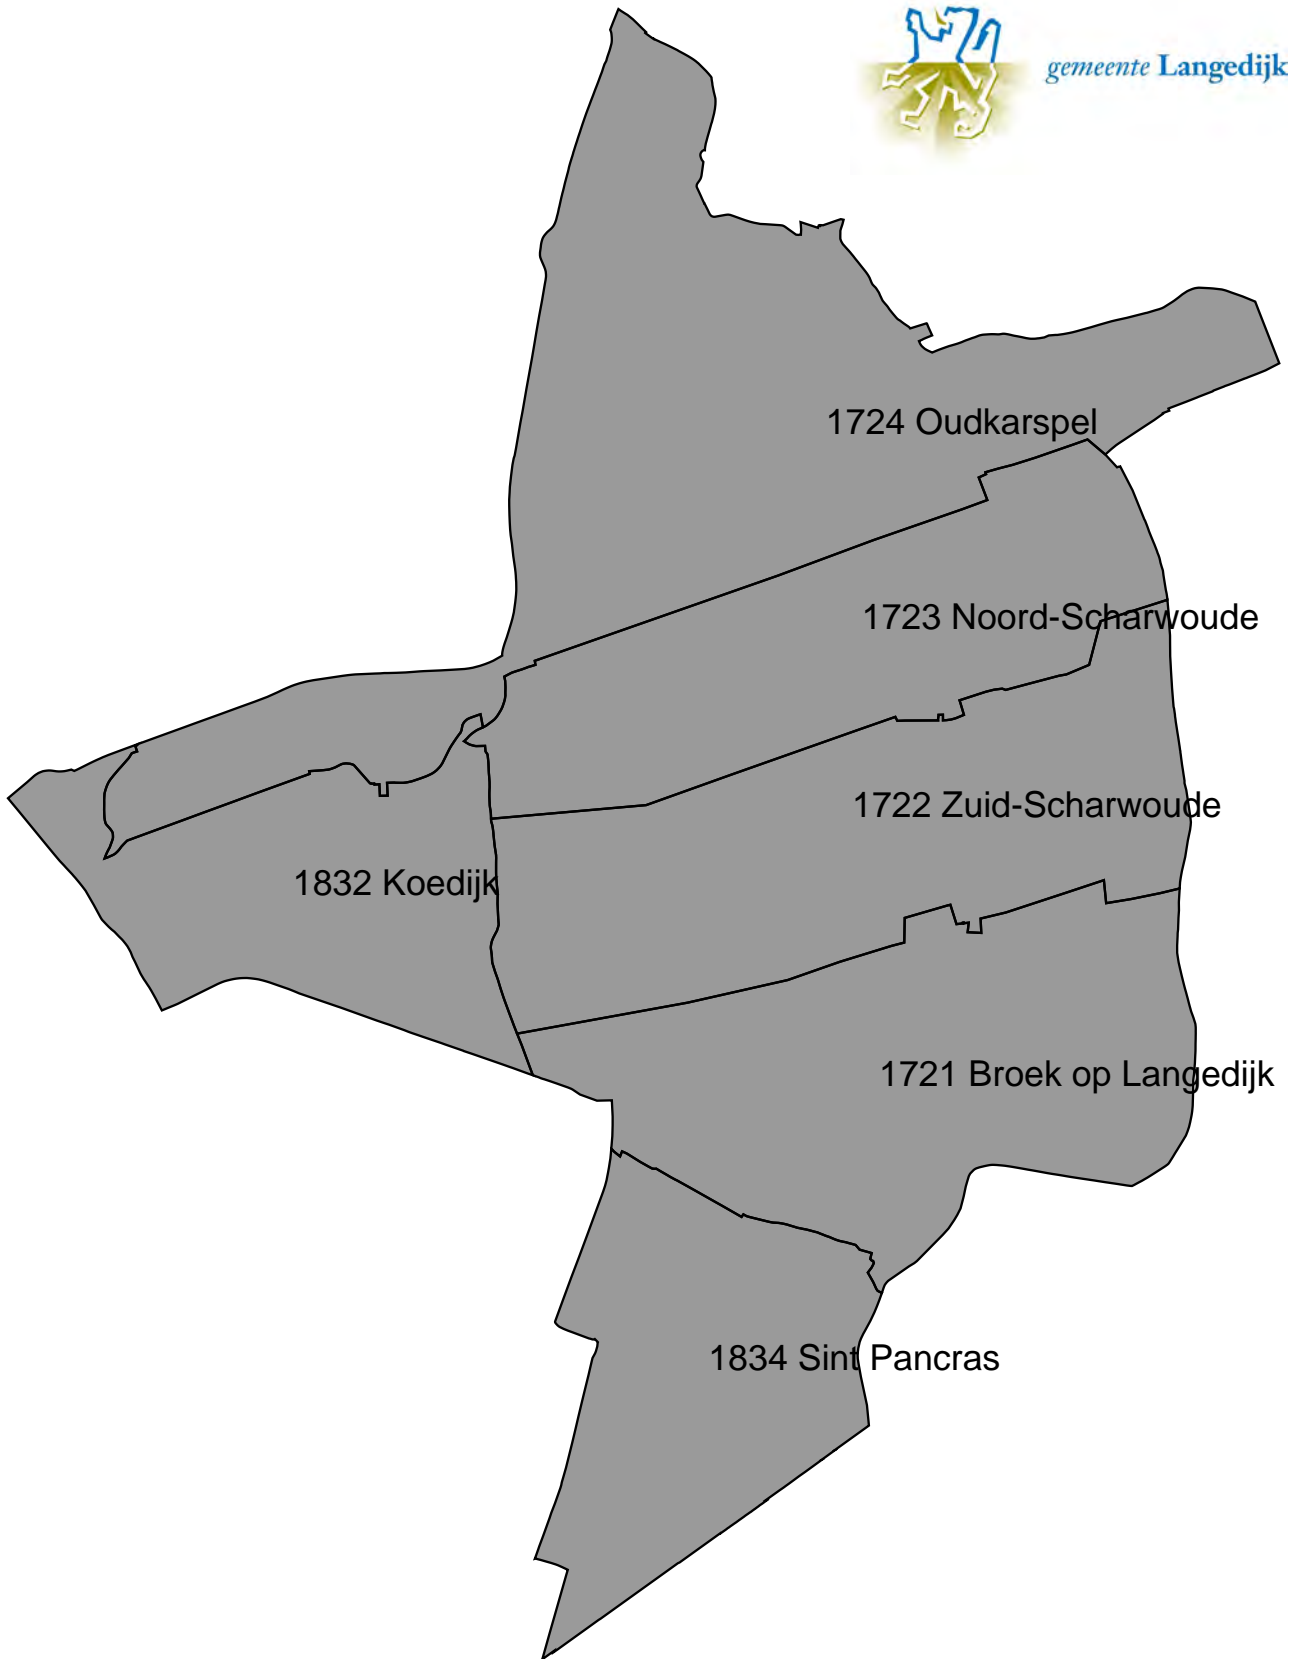 gemeente Langedijk
1724 Oudkarspel
1723 Noord-Scharwoude
1722 Zuid-Scharwoude
1832 Koedijk
1721 Broek op Langedijk
1834 Sint Pancras